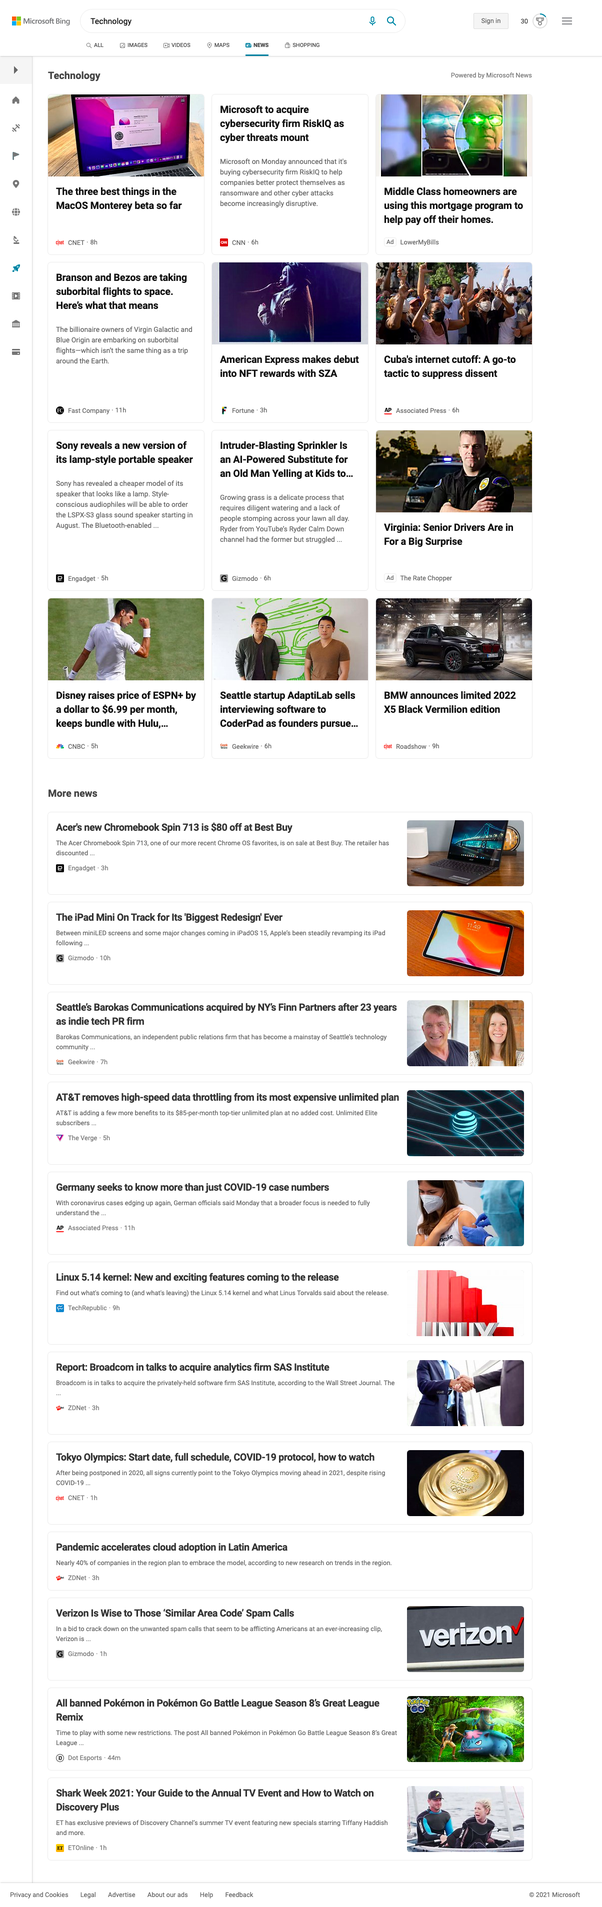 Microsoft Bing
Technology
Sign in
30
ALL
IMAGES
VIDEOS
MAPS
NEWS
SHOPPING
Technology
Powered by Microsoft News
The three best things in the
MacOS Monterey beta so far
CNET · 8h
Microsoft to acquire
cybersecurity firm RiskIQ as
cyber threats mount
Microsoft on Monday announced that it's
buying cybersecurity firm RiskIQ to help
companies better protect themselves as
ransomware and other cyber attacks
become increasingly disruptive.
CNN · 6h
Middle Class homeowners are
using this mortgage program to
help pay off their homes.
Ad LowerMyBills
Branson and Bezos are taking
suborbital flights to space.
Here's what that means
The billionaire owners of Virgin Galactic and
Blue Origin are embarking on suborbital
flights—which isn't the same thing as a trip
around the Earth.
Fast Company · 11h
American Express makes debut
into NFT rewards with SZA
Fortune · 3h
Cuba's internet cutoff: A go-to
tactic to suppress dissent
AP Associated Press · 6h
Sony reveals a new version of
its lamp-style portable speaker
Sony has revealed a cheaper model of its
speaker that looks like a lamp. Style-
conscious audiophiles will be able to order
the LSPX-S3 glass sound speaker starting in
August. The Bluetooth-enabled ...
Engadget · 5h
Intruder-Blasting Sprinkler Is
an AI-Powered Substitute for
an Old Man Yelling at Kids to...
Growing grass is a delicate process that
requires diligent watering and a lack of
people stomping across your lawn all day.
Ryder from YouTube's Ryder Calm Down
channel had the former but struggled ...
Gizmodo · 6h
Virginia: Senior Drivers Are in
For a Big Surprise
Ad The Rate Chopper
Disney raises price of ESPN+ by
a dollar to $6.99 per month,
keeps bundle with Hulu,...
CNBC · 5h
Seattle startup AdaptiLab sells
interviewing software to
CoderPad as founders pursue...
Geekwire · 6h
BMW announces limited 2022
X5 Black Vermilion edition
Roadshow · 9h
More news
Acer's new Chromebook Spin 713 is $80 off at Best Buy
The Acer Chromebook Spin 713, one of our more recent Chrome OS favorites, is on sale at Best Buy. The retailer has
discounted ...
Engadget · 3h
The iPad Mini On Track for Its 'Biggest Redesign' Ever
Between miniLED screens and some major changes coming in iPadOS 15, Apple's been steadily revamping its iPad
following ...
Gizmodo · 10h
Seattle's Barokas Communications acquired by NY's Finn Partners after 23 years
as indie tech PR firm
Barokas Communications, an independent public relations firm that has become a mainstay of Seattle's technology
community ...
Geekwire · 7h
AT&T removes high-speed data throttling from its most expensive unlimited plan
AT&T is adding a few more benefits to its $85-per-month top-tier unlimited plan at no added cost. Unlimited Elite
subscribers ...
The Verge · 5h
Germany seeks to know more than just COVID-19 case numbers
With coronavirus cases edging up again, German officials said Monday that a broader focus is needed to fully
understand the ...
AP Associated Press · 11h
Linux 5.14 kernel: New and exciting features coming to the release
Find out what's coming to (and what's leaving) the Linux 5.14 kernel and what Linus Torvalds said about the release.
TechRepublic · 9h
LINUX
Report: Broadcom in talks to acquire analytics firm SAS Institute
Broadcom is in talks to acquire the privately-held software firm SAS Institute, according to the Wall Street Journal. The
...
ZDNet · 3h
Tokyo Olympics: Start date, full schedule, COVID-19 protocol, how to watch
After being postponed in 2020, all signs currently point to the Tokyo Olympics moving ahead in 2021, despite rising
COVID-19 ...
CNET · 1h
Pandemic accelerates cloud adoption in Latin America
Nearly 40% of companies in the region plan to embrace the model, according to new research on trends in the region.
ZDNet · 3h
Verizon Is Wise to Those 'Similar Area Code' Spam Calls
In a bid to crack down on the unwanted spam calls that seem to be afflicting Americans at an ever-increasing clip,
Verizon is ...
Gizmodo · 1h
verizon
All banned Pokémon in Pokémon Go Battle League Season 8's Great League
Remix
Time to play with some new restrictions. The post All banned Pokémon in Pokémon Go Battle League Season 8's Great
League ...
Dot Esports · 44m
POKÉMON
GO
Shark Week 2021: Your Guide to the Annual TV Event and How to Watch on
Discovery Plus
ET has exclusive previews of Discovery Channel's summer TV event featuring new specials starring Tiffany Haddish
and more.
ETOnline · 1h
Privacy and Cookies
Legal
Advertise
About our ads
Help
Feedback
© 2021 Microsoft